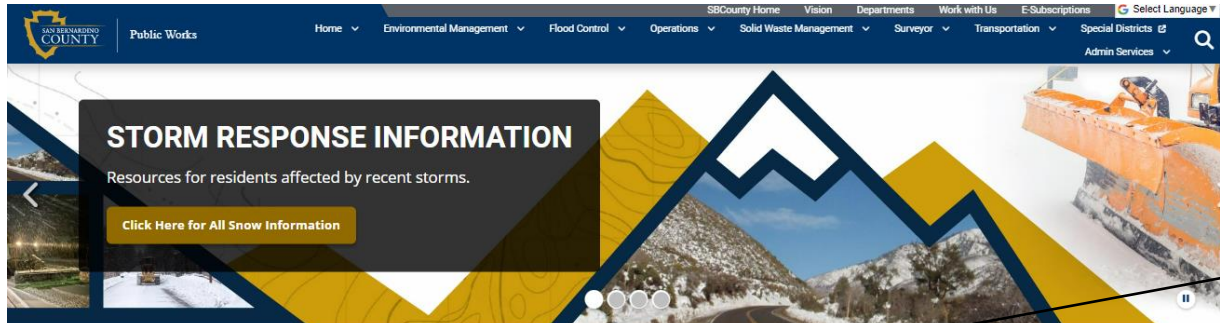 SBCounty Home Vision Departments Work with Us E-Subscriptions G Select Language ▼
SAN BERNARDINO
COUNTY
Public Works
Home Environmental Management Flood Control Operations Solid Waste Management Surveyor Transportation Special Districts
Admin Services
STORM RESPONSE INFORMATION
Resources for residents affected by recent storms.
Click Here for All Snow Information